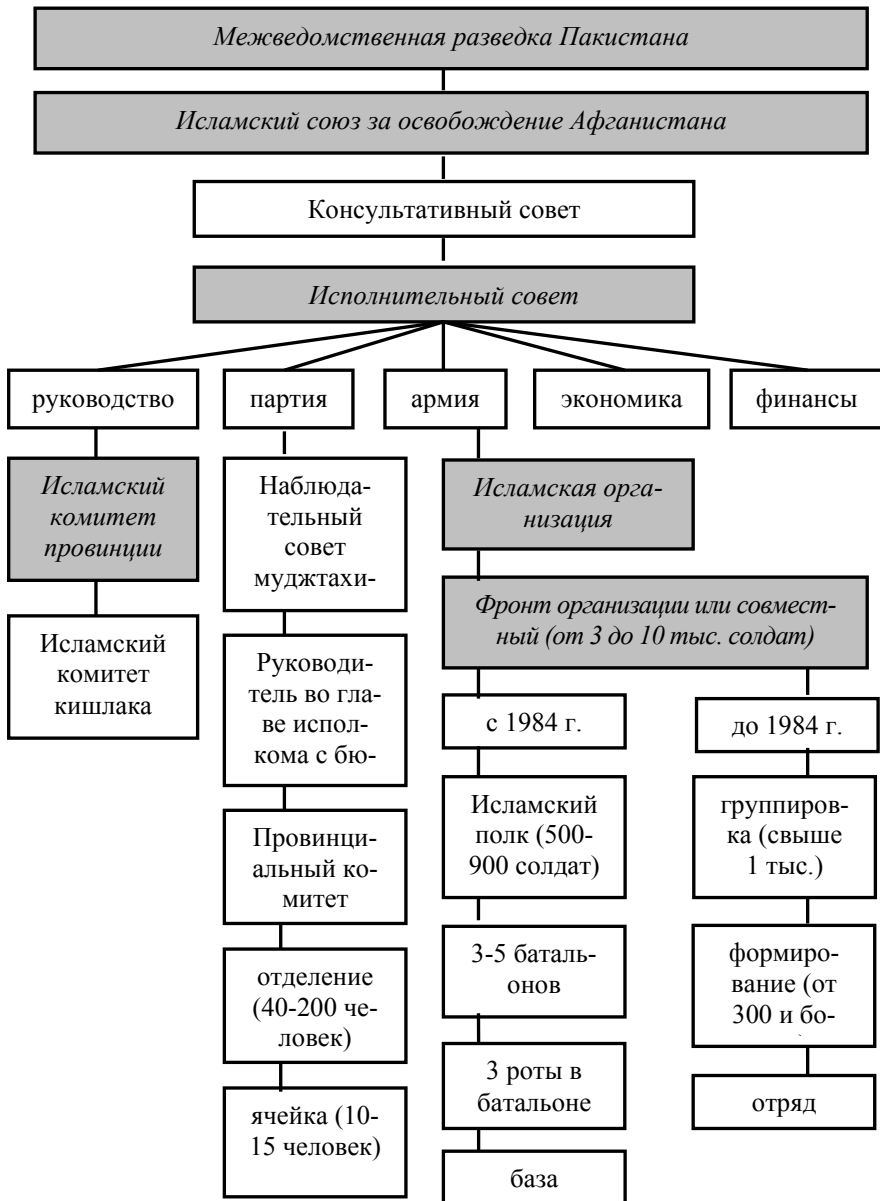 Межведомственная разведка Пакистана
Исламский союз за освобождение Афганистана
Консультативный совет
Исполнительный совет
руководство
партия
армия
экономика
финансы
Исламский
комитет
провинции
Исламский
комитет
кишлака
Наблюда-
тельный
совет
муджтахи-
Руководи-
тель во гла-
ве испол-
кома с бю-
Провинци-
альный ко-
митет
отделение
(40-200 че-
ловек)
ячейка (10-
15 человек)
Исламская орга-
низация
Фронт организации или совмест-
ный (от 3 до 10 тыс. солдат)
с 1984 г.
Исламский
полк (500-
900 солдат)
3-5 баталь-
онов
3 роты в
батальоне
база
до 1984 г.
группиров-
ка (свыше
1 тыс.)
формиро-
вание (от
300 и бо-
отряд